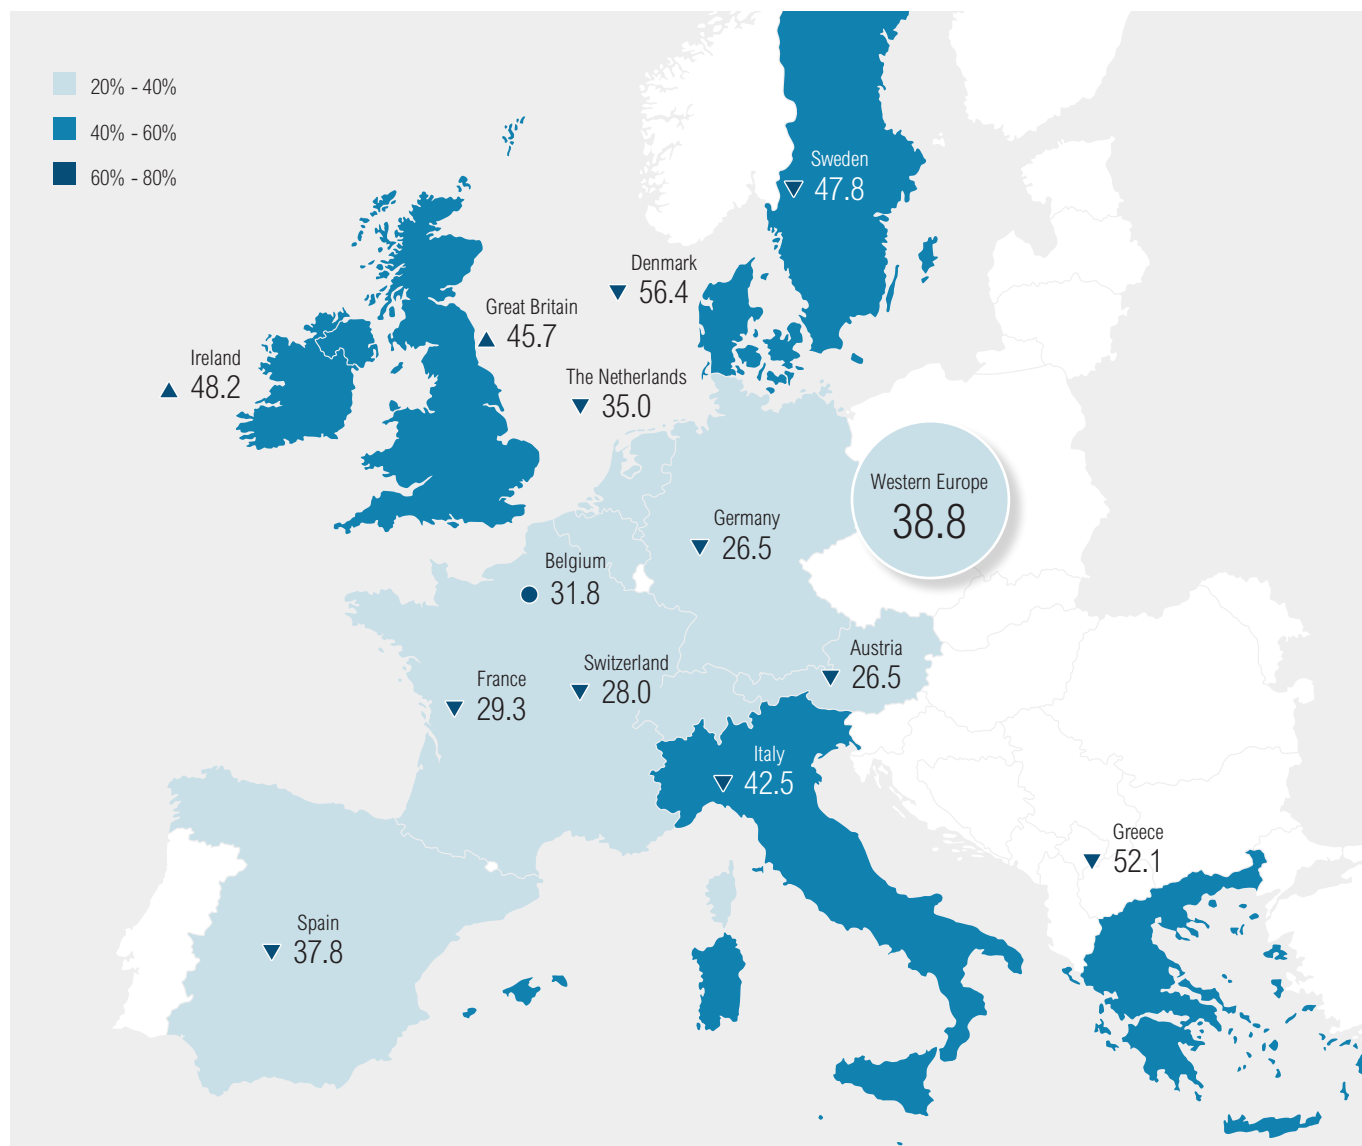 20% - 40%
40% - 60%
60% - 80%
Sweden
47.8
Denmark
56.4
Great Britain
45.7
Ireland
48.2
The Netherlands
35.0
Western Europe
38.8
Germany
26.5
Belgium
31.8
Austria
26.5
Switzerland
28.0
France
29.3
Italy
42.5
Greece
52.1
Spain
37.8